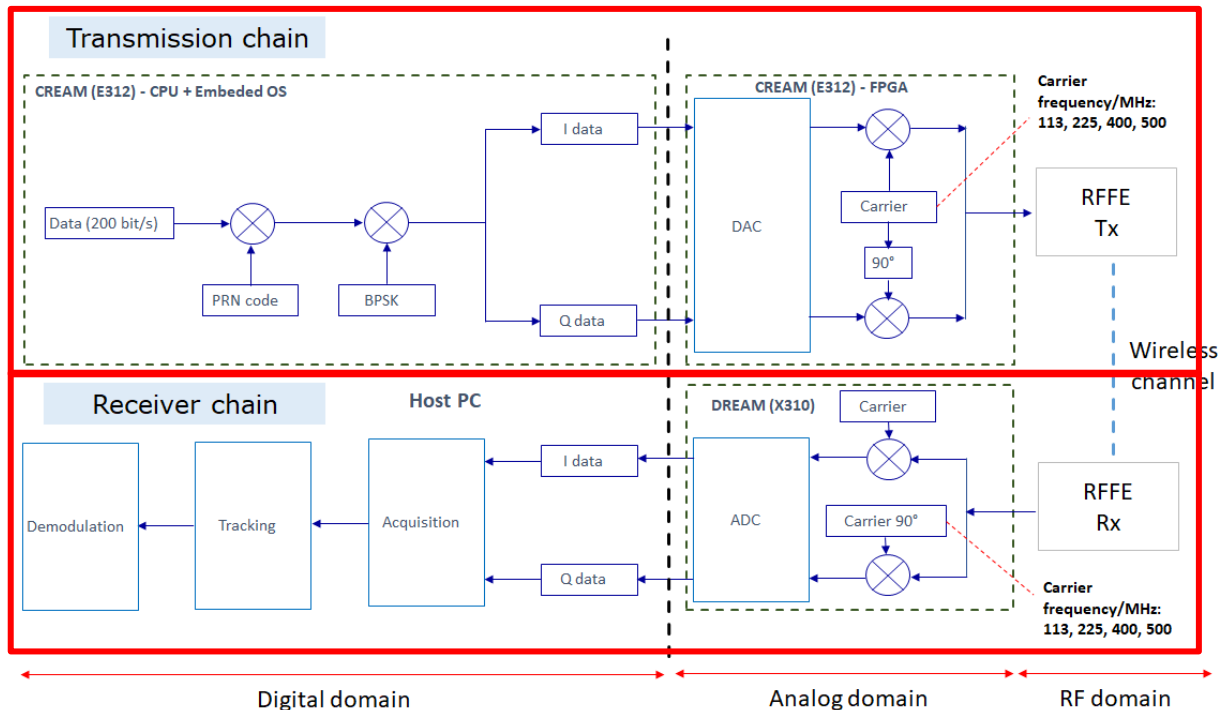 Transmission chain
CREAM (E312) - CPU + Embeded OS
CREAM (E312) - FPGA
Carrier
frequency/MHz:
113, 225, 400, 500
I data
Data (200 bit/s)
PRN code
BPSK
Q data
DAC
Carrier
90°
RFFE
Tx
Wireless
channel
Receiver chain
Host PC
DREAM (X310)
Carrier
I data
Demodulation
Tracking
Acquisition
ADC
Carrier 90°
Q data
RFFE
Rx
Carrier
frequency/MHz:
113, 225, 400, 500
Digital domain
Analog domain
RF domain